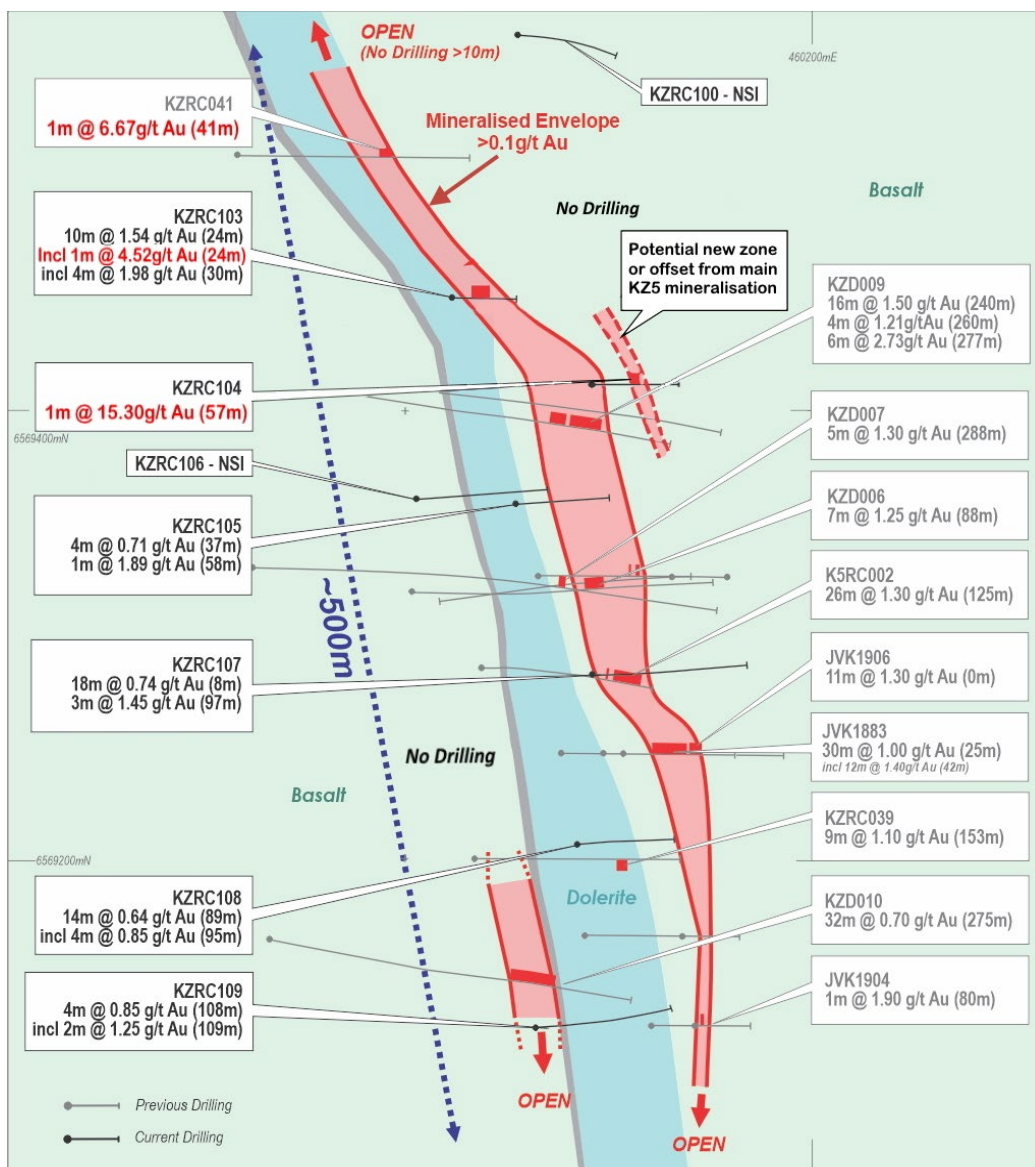 OPEN
(No Drilling >10m)
460200mE
KZRC100 - NSI
KZRC041
1m @ 6.67g/t Au (41m)
Mineralised Envelope
>0.1g/t Au
Basalt
No Drilling
KZRC103
10m @ 1.54 g/t Au (24m)
Incl 1m @ 4.52g/t Au (24m)
incl 4m @ 1.98 g/t Au (30m)
Potential new zone
or offset from main
KZ5 mineralisation
KZD009
16m @ 1.50 g/t Au (240m)
4m @ 1.21g/tAu (260m)
6m @ 2.73g/t Au (277m)
KZRC104
1m @ 15.30g/t Au (57m)
KZD007
5m @ 1.30 g/t Au (288m)
6569400mN
KZRC106 - NSI
KZD006
7m @ 1.25 g/t Au (88m)
KZRC105
4m @ 0.71 g/t Au (37m)
1m @ 1.89 g/t Au (58m)
K5RC002
26m @ 1.30 g/t Au (125m)
~500m
KZRC107
18m @ 0.74 g/t Au (8m)
3m @ 1.45 g/t Au (97m)
JVK1906
11m @ 1.30 g/t Au (0m)
JVK1883
30m @ 1.00 g/t Au (25m)
incl 12m @ 1.40g/t Au (42m)
No Drilling
Basalt
KZRC039
9m @ 1.10 g/t Au (153m)
6569200mN
KZRC108
14m @ 0.64 g/t Au (89m)
incl 4m @ 0.85 g/t Au (95m)
Dolerite
KZD010
32m @ 0.70 g/t Au (275m)
KZRC109
4m @ 0.85 g/t Au (108m)
incl 2m @ 1.25 g/t Au (109m)
JVK1904
1m @ 1.90 g/t Au (80m)
OPEN
OPEN
Previous Drilling
Current Drilling